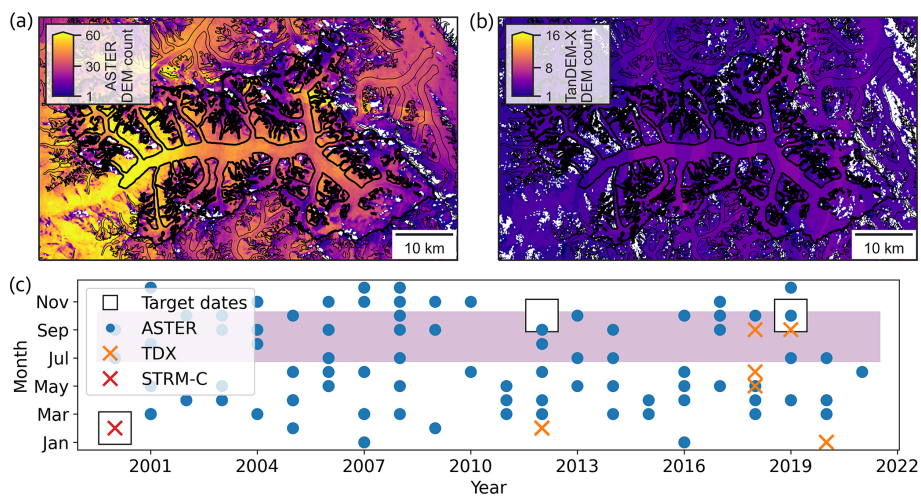 (a)
60
30
1
ASTER
DEM count
10 km
(b)
16
8
1
TanDEM-X
DEM count
10 km
(c)
Nov
Sep
Jul
May
Mar
Jan
Month
Target dates
ASTER
TDX
STRM-C
2001
2004
2007
2010
2013
2016
2019
2022
Year